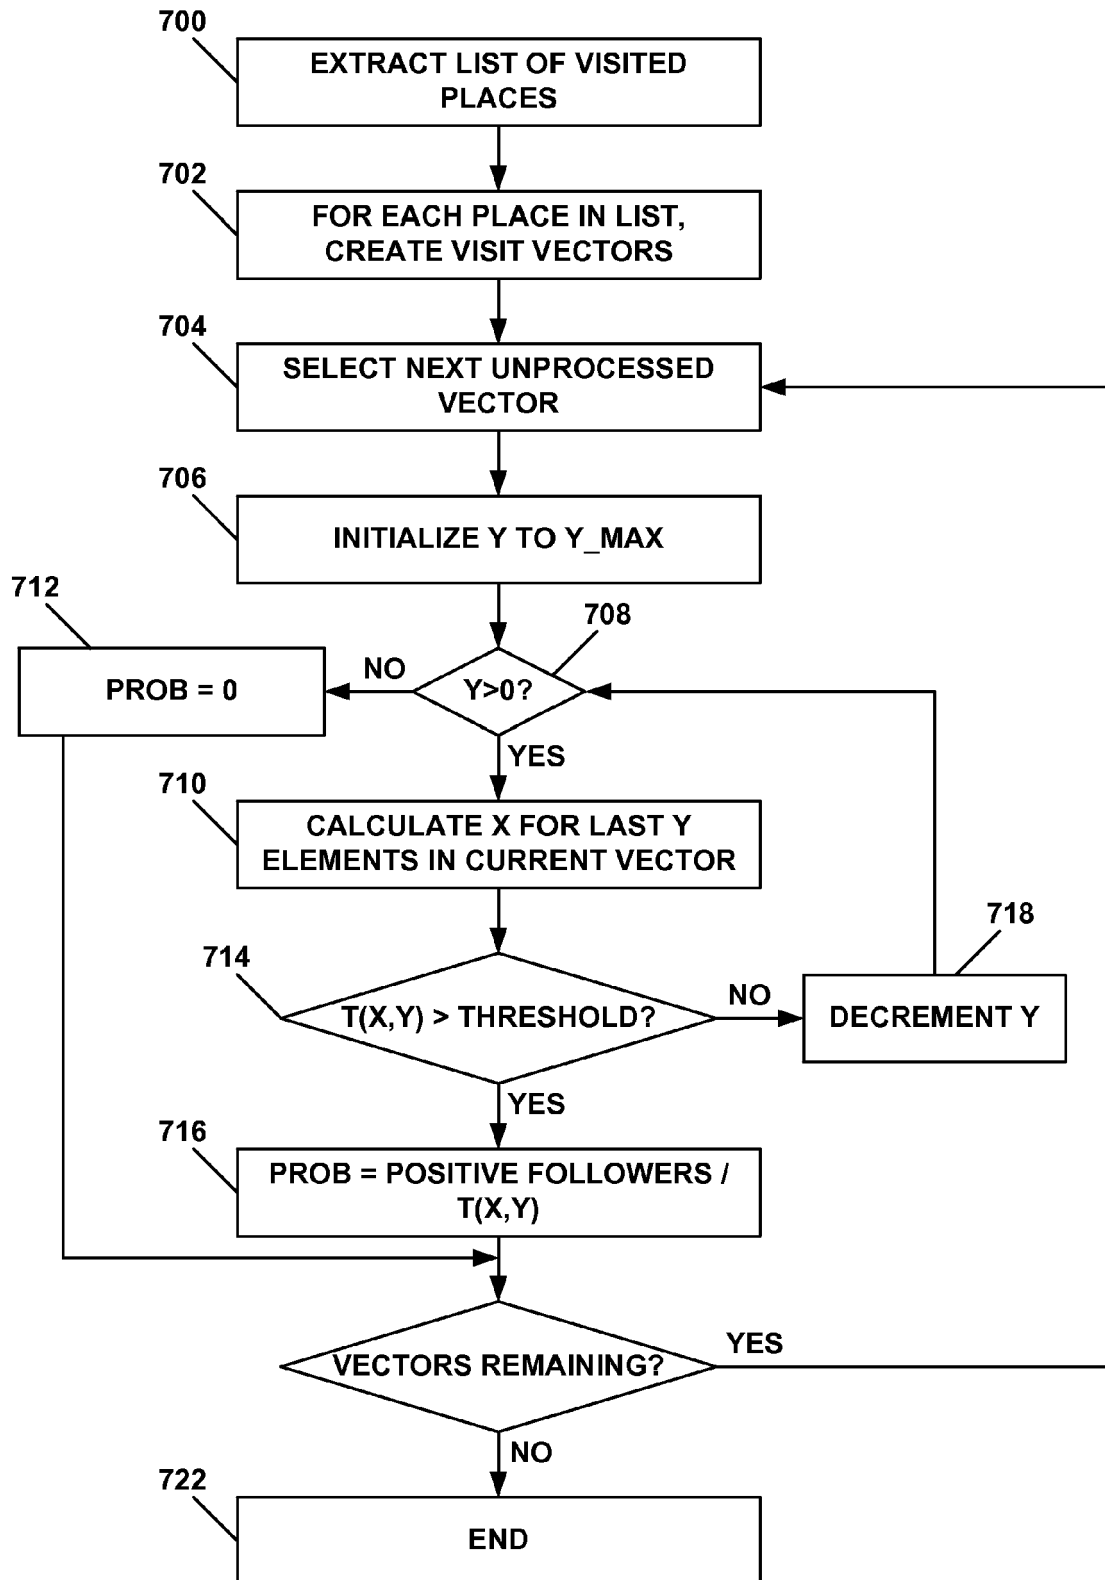 700
EXTRACT LIST OF VISITED
PLACES
702
FOR EACH PLACE IN LIST,
CREATE VISIT VECTORS
704
SELECT NEXT UNPROCESSED
VECTOR
706
INITIALIZE Y TO Y_MAX
712
708
PROB = 0
NO
Y>0?
YES
710
CALCULATE X FOR LAST Y
ELEMENTS IN CURRENT VECTOR
718
714
T(X,Y) > THRESHOLD?
NO
DECREMENT Y
YES
716
PROB = POSITIVE FOLLOWERS /
T(X,Y)
VECTORS REMAINING?
YES
NO
722
END